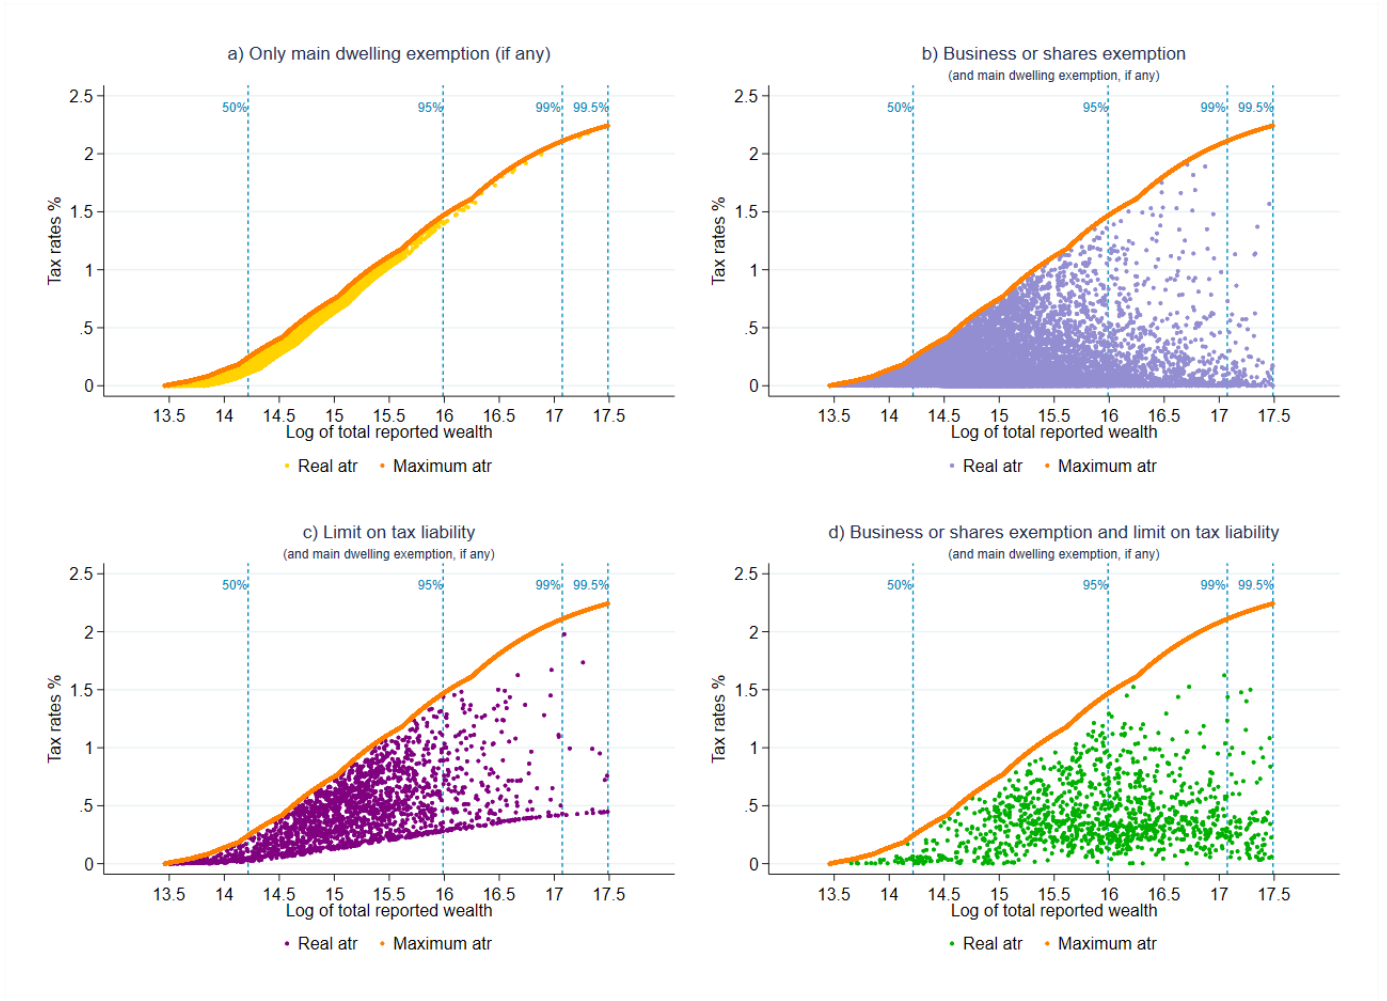 a) Only main dwelling exemption (if any)
2.5
2
1.5
1
.5
0
Tax rates %
50%
95%
99%
99.5%
13.5 14 14.5 15 15.5 16 16.5 17 17.5
Log of total reported wealth
Real atr Maximum atr
b) Business or shares exemption
(and main dwelling exemption, if any)
2.5
2
1.5
1
.5
0
Tax rates %
50%
95%
99%
99.5%
13.5 14 14.5 15 15.5 16 16.5 17 17.5
Log of total reported wealth
Real atr Maximum atr
c) Limit on tax liability
(and main dwelling exemption, if any)
2.5
2
1.5
1
.5
0
Tax rates %
50%
95%
99%
99.5%
13.5 14 14.5 15 15.5 16 16.5 17 17.5
Log of total reported wealth
Real atr Maximum atr
d) Business or shares exemption and limit on tax liability
(and main dwelling exemption, if any)
2.5
2
1.5
1
.5
0
Tax rates %
50%
95%
99%
99.5%
13.5 14 14.5 15 15.5 16 16.5 17 17.5
Log of total reported wealth
Real atr Maximum atr